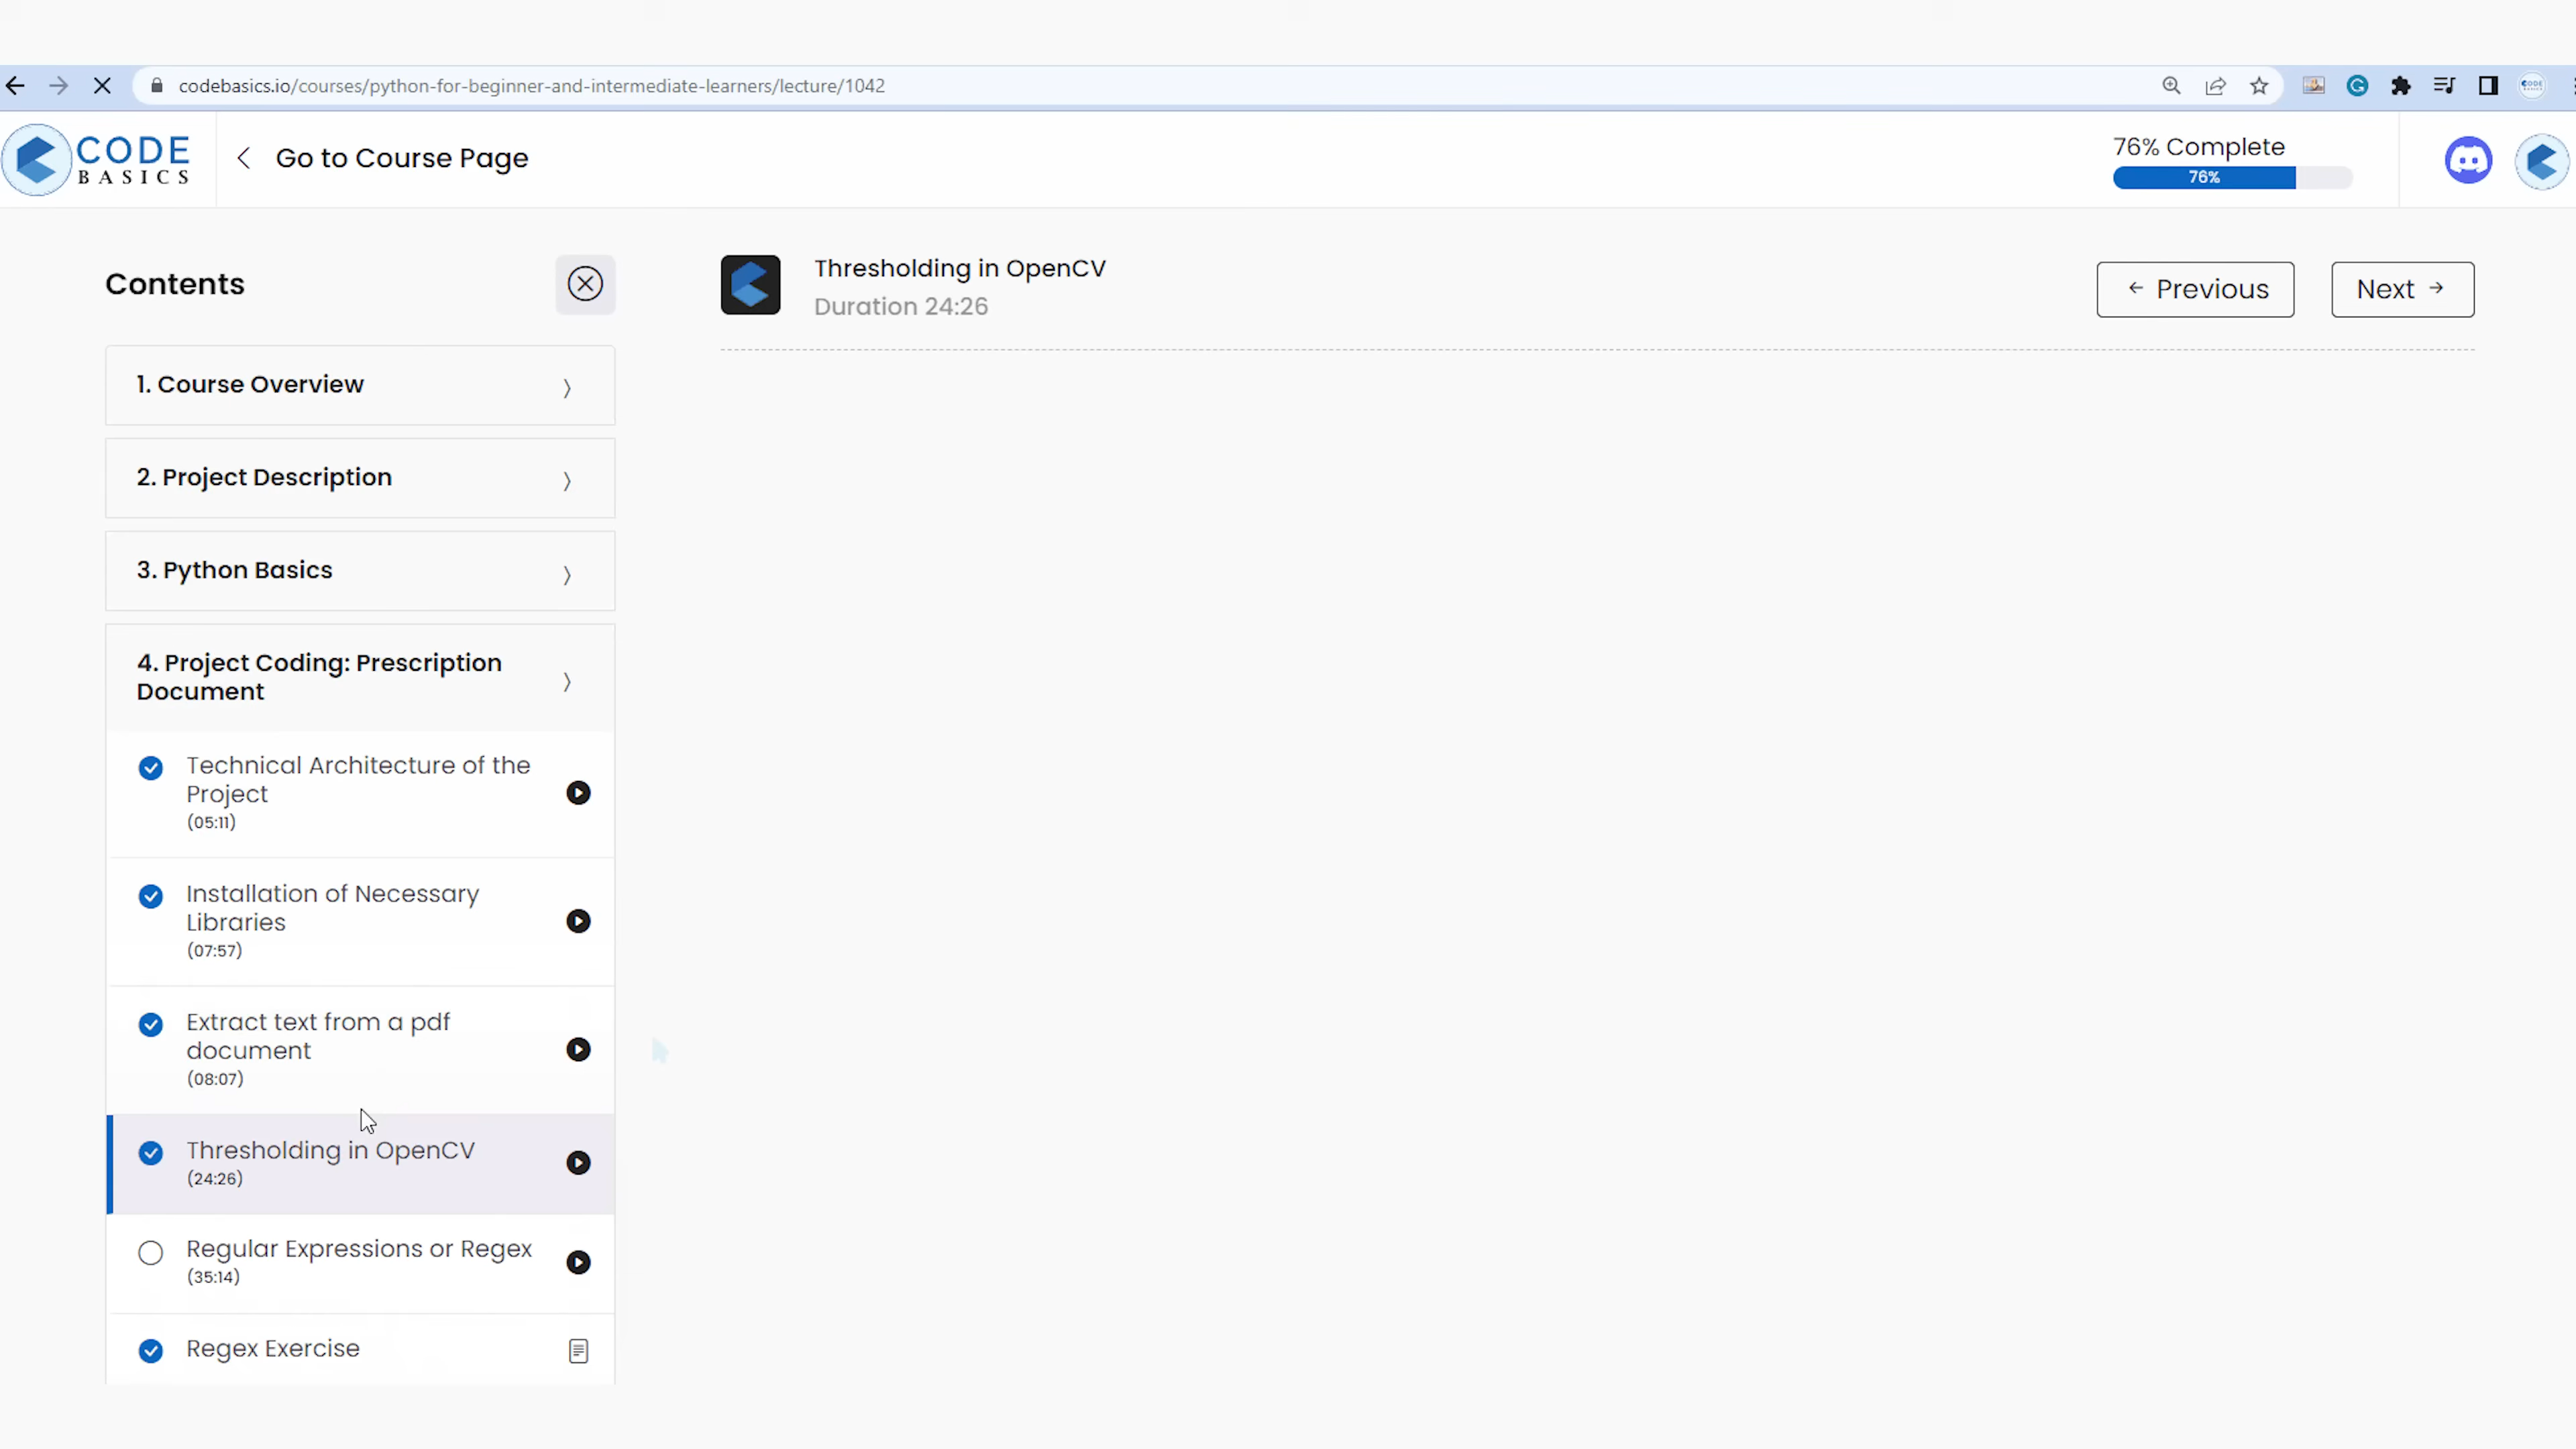 codebasics.io/courses/python-for-beginner-and-intermediate-learners/lecture/1042
CODE
BASICS
Go to Course Page
76% Complete
76%
Contents
Thresholding in OpenCV
Duration 24:26
← Previous
Next →
1. Course Overview
2. Project Description
3. Python Basics
4. Project Coding: Prescription
Document
Technical Architecture of the
Project
(05:11)
Installation of Necessary
Libraries
(07:57)
Extract text from a pdf
document
(08:07)
Thresholding in OpenCV
(24:26)
Regular Expressions or Regex
(35:14)
Regex Exercise